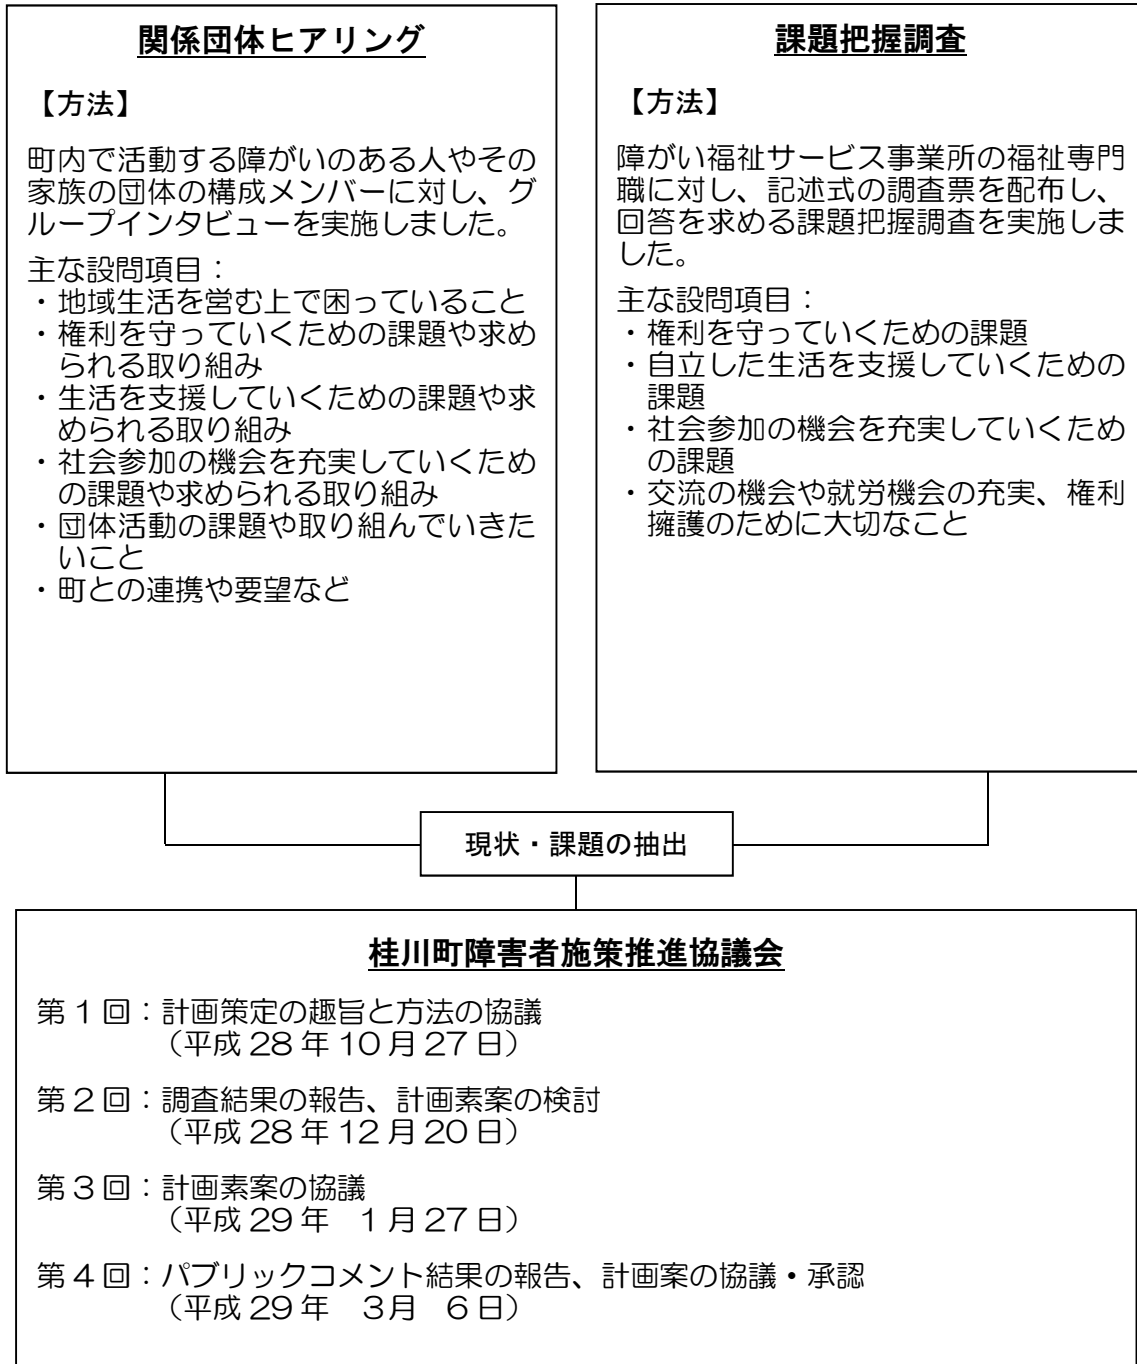 関係団体ヒアリング
【方法】
町内で活動する障がいのある人やその
家族の団体の構成メンバーに対し、グ
ループインタビューを実施しました。
主な設問項目：
・地域生活を営む上で困っていること
・権利を守っていくための課題や求め
られる取り組み
・生活を支援していくための課題や求
められる取り組み
・社会参加の機会を充実していくため
の課題や求められる取り組み
・団体活動の課題や取り組んでいきた
いこと
・町との連携や要望など
課題把握調査
【方法】
障がい福祉サービス事業所の福祉専門
職に対し、記述式の調査票を配布し、
回答を求める課題把握調査を実施しま
した。
主な設問項目：
・権利を守っていくための課題
・自立した生活を支援していくための
課題
・社会参加の機会を充実していくため
の課題
・交流の機会や就労機会の充実、権利
擁護のために大切なこと
現状・課題の抽出
桂川町障害者施策推進協議会
第１回：計画策定の趣旨と方法の協議
（平成 28 年 10 月 27 日）
第２回：調査結果の報告、計画素案の検討
（平成 28 年 12 月 20 日）
第３回：計画素案の協議
（平成 29 年　1 月 27 日）
第４回：パブリックコメント結果の報告、計画案の協議・承認
（平成 29 年　3月　6 日）